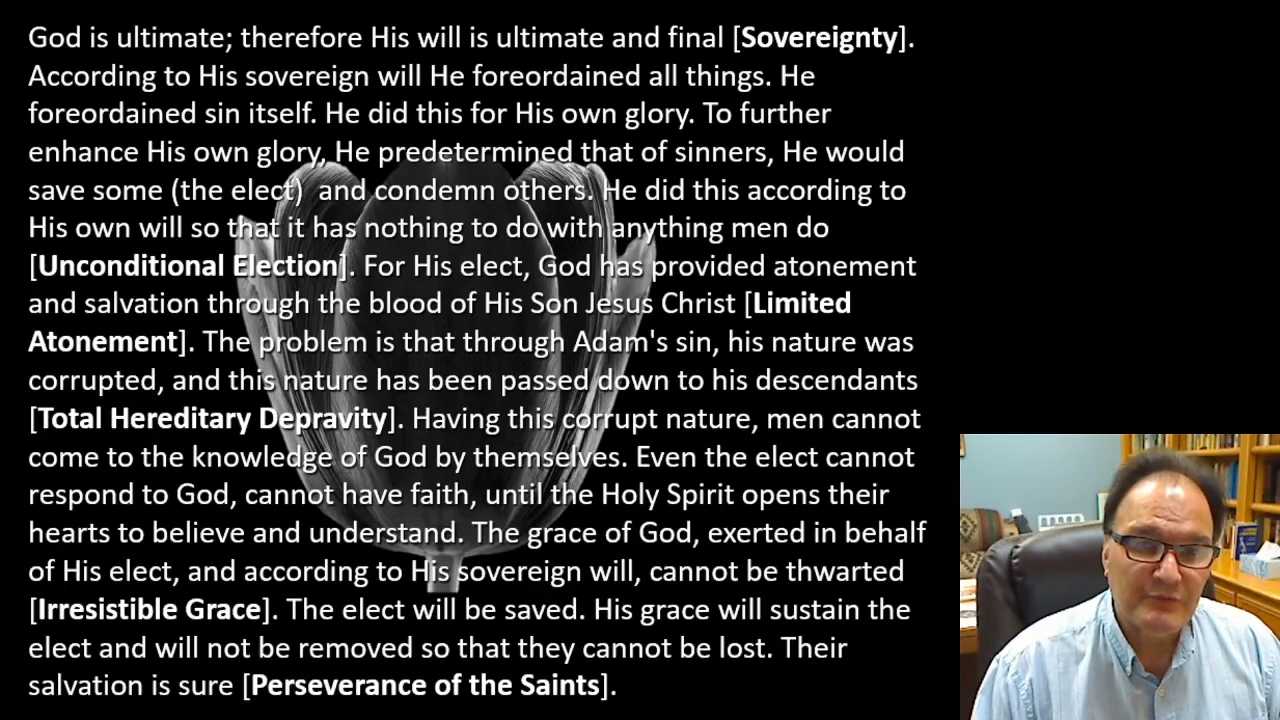 God is ultimate; therefore His will is ultimate and final [Sovereignty].
According to His sovereign will He foreordained all things. He
foreordained sin itself. He did this for His own glory. To further
enhance His own glory, He predetermined that of sinners, He would
save some (the elect)  and condemn others. He did this according to
His own will so that it has nothing to do with anything men do
[Unconditional Election]. For His elect, God has provided atonement
and salvation through the blood of His Son Jesus Christ [Limited
Atonement]. The problem is that through Adam's sin, his nature was
corrupted, and this nature has been passed down to his descendants
[Total Hereditary Depravity]. Having this corrupt nature, men cannot
come to the knowledge of God by themselves. Even the elect cannot
respond to God, cannot have faith, until the Holy Spirit opens their
hearts to believe and understand. The grace of God, exerted in behalf
of His elect, and according to His sovereign will, cannot be thwarted
[Irresistible Grace]. The elect will be saved. His grace will sustain the
elect and will not be removed so that they cannot be lost. Their
salvation is sure [Perseverance of the Saints].